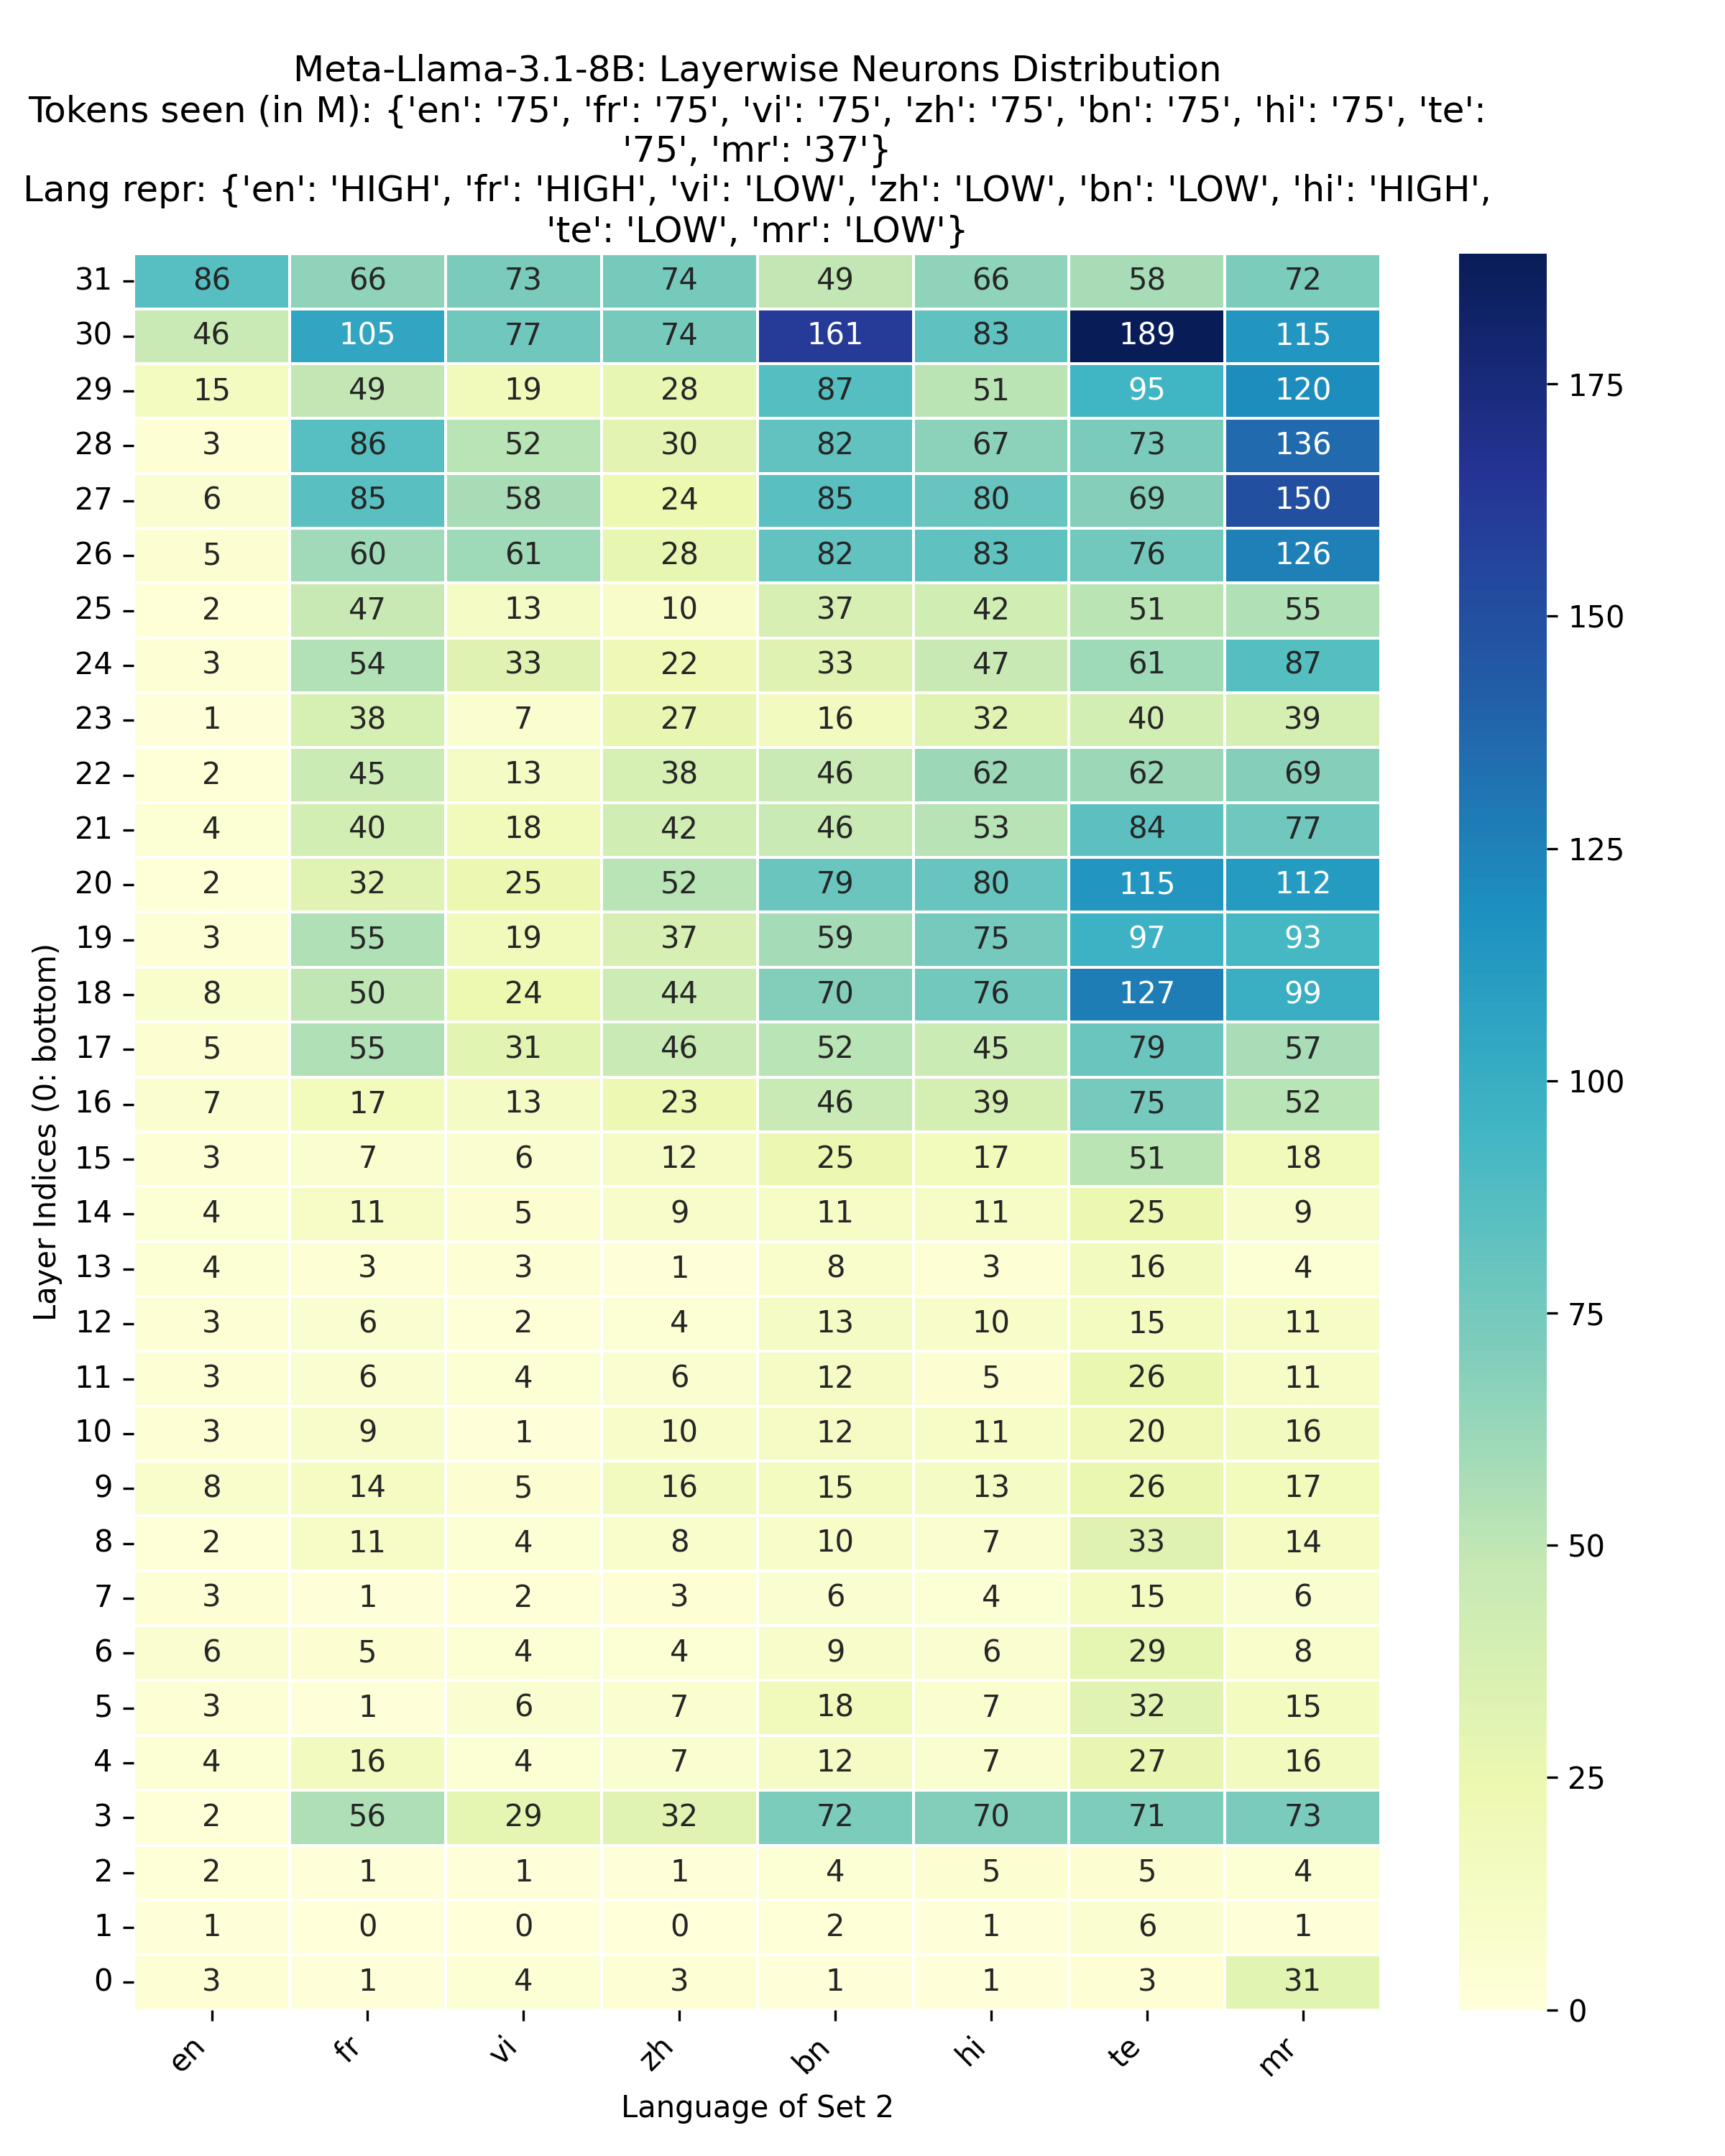 Meta-Llama-3.1-8B: Layerwise Neurons Distribution
Tokens seen (in M): {'en': '75', 'fr': '75', 'vi': '75', 'zh': '75', 'bn': '75', 'hi': '75', 'te':
'75', 'mr': '37'}
Lang repr: {'en': 'HIGH', 'fr': 'HIGH', 'vi': 'LOW', 'zh': 'LOW', 'bn': 'LOW', 'hi': 'HIGH',
'te': 'LOW', 'mr': 'LOW'}
31 86 66 73 74 49 66 58 72
30 46 105 77 74 161 83 189 115
29 15 49 19 28 87 51 95 120
28 3 86 52 30 82 67 73 136
27 6 85 58 24 85 80 69 150
26 5 60 61 28 82 83 76 126
25 2 47 13 10 37 42 51 55
24 3 54 33 22 33 47 61 87
23 1 38 7 27 16 32 40 39
22 2 45 13 38 46 62 62 69
21 4 40 18 42 46 53 84 77
20 2 32 25 52 79 80 115 112
19 3 55 19 37 59 75 97 93
18 8 50 24 44 70 76 127 99
17 5 55 31 46 52 45 79 57
16 7 17 13 23 46 39 75 52
15 3 7 6 12 25 17 51 18
14 4 11 5 9 11 11 25 9
13 4 3 3 1 8 3 16 4
12 3 6 2 4 13 10 15 11
11 3 6 4 6 12 5 26 11
10 3 9 1 10 12 11 20 16
9 8 14 5 16 15 13 26 17
8 2 11 4 8 10 7 33 14
7 3 1 2 3 6 4 15 6
6 6 5 4 4 9 6 29 8
5 3 1 6 7 18 7 32 15
4 4 16 4 7 12 7 27 16
3 2 56 29 32 72 70 71 73
2 2 1 1 1 4 5 5 4
1 1 0 0 0 2 1 6 1
0 3 1 4 3 1 1 3 31
en fr vi zh bn hi te mr
Language of Set 2
Layer Indices (0: bottom)
175
150
125
100
75
50
25
0